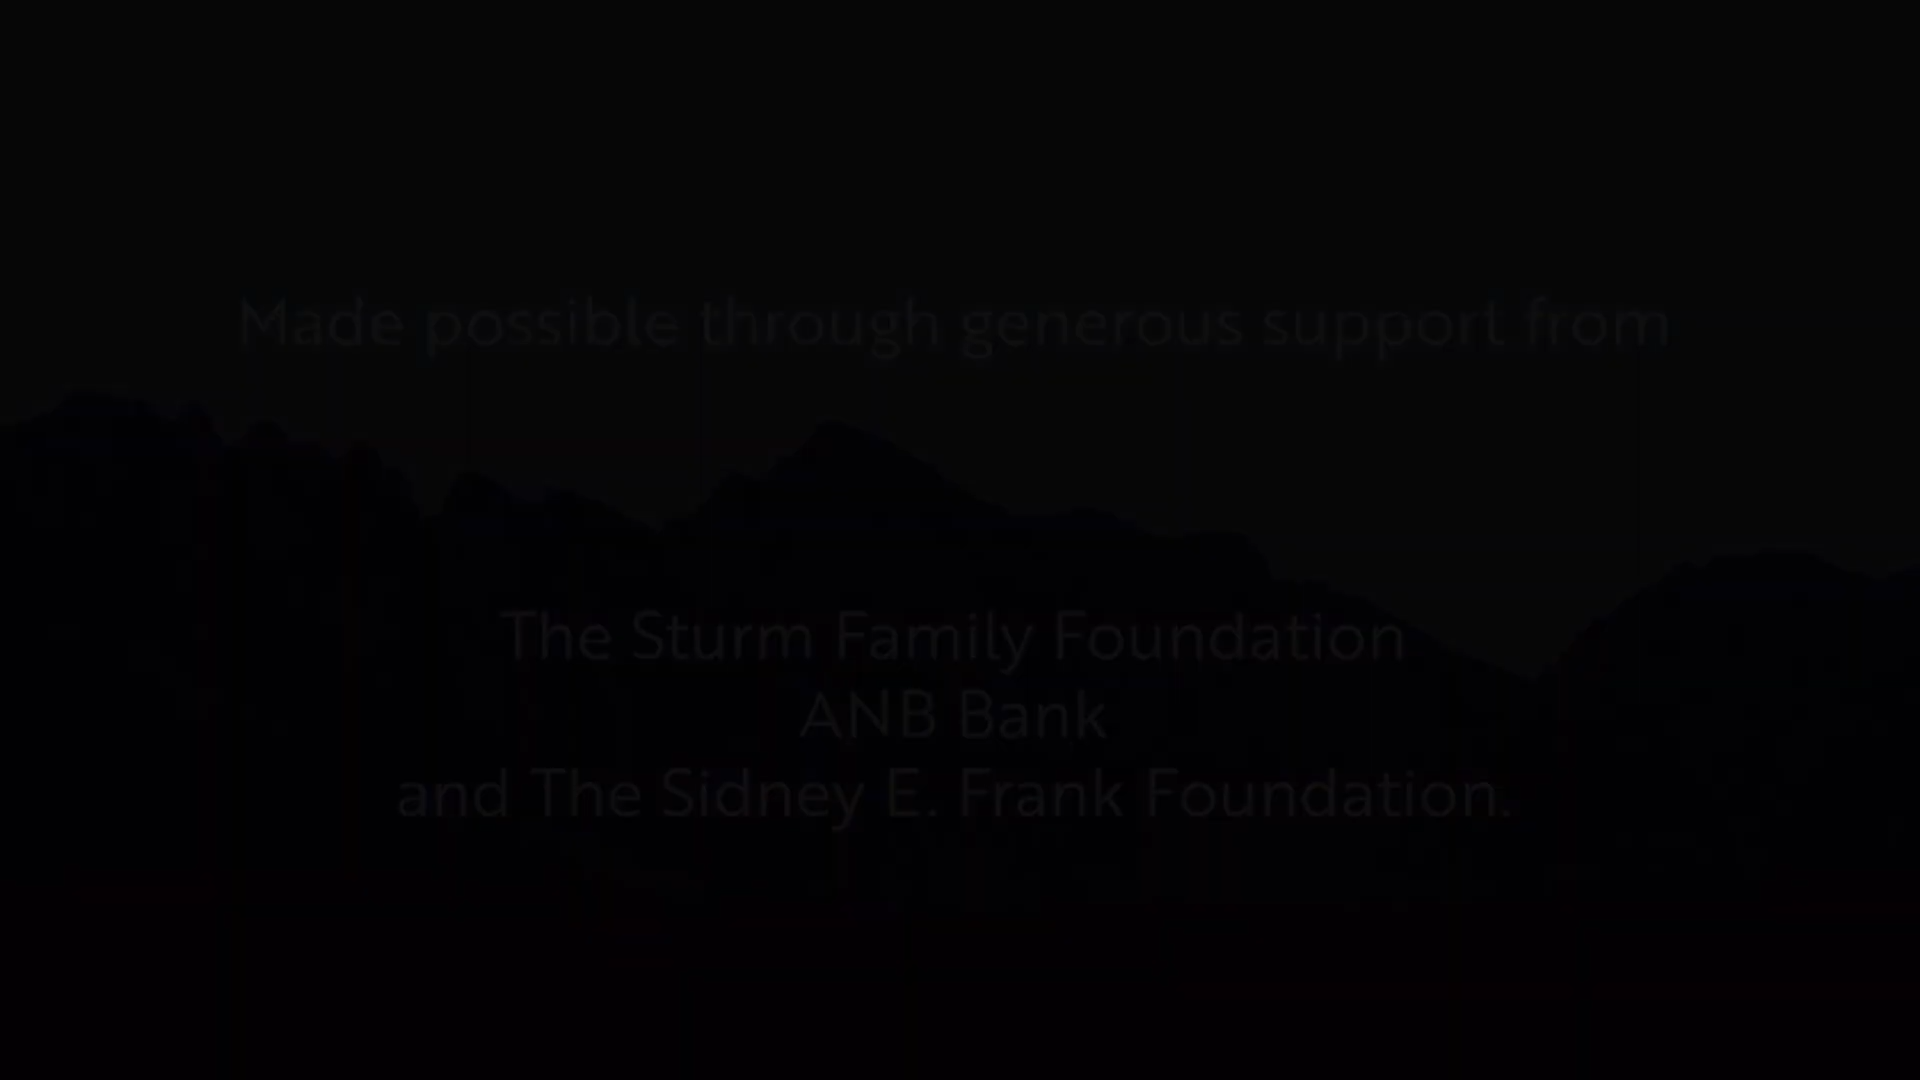 Made possible through generous support from
The Sturm Family Foundation
ANB Bank
and The Sidney E. Frank Foundation.